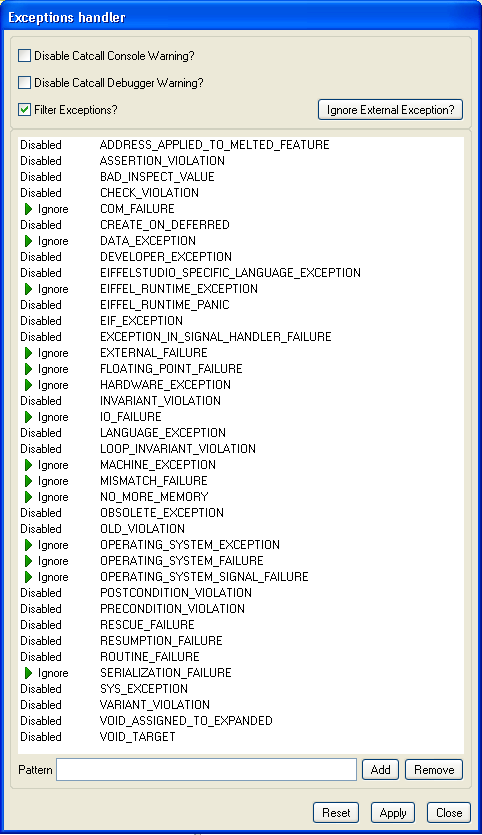 Exceptions handler
Disable Catcall Console Warning?
Disable Catcall Debugger Warning?
Filter Exceptions? Ignore External Exception?
Disabled ADDRESS_APPLIED_TO_MELTED_FEATURE
Disabled ASSERTION_VIOLATION
Disabled BAD_INSPECT_VALUE
Disabled CHECK_VIOLATION
Ignore COM_FAILURE
Disabled CREATE_ON_DEFERRED
Ignore DATA_EXCEPTION
Disabled DEVELOPER_EXCEPTION
Disabled EIFFELSTUDIO_SPECIFIC_LANGUAGE_EXCEPTION
Ignore EIFFEL_RUNTIME_EXCEPTION
Disabled EIFFEL_RUNTIME_PANIC
Disabled EIF_EXCEPTION
Disabled EXCEPTION_IN_SIGNAL_HANDLER_FAILURE
Ignore EXTERNAL_FAILURE
Ignore FLOATING_POINT_FAILURE
Ignore HARDWARE_EXCEPTION
Disabled INVARIANT_VIOLATION
Ignore IO_FAILURE
Disabled LANGUAGE_EXCEPTION
Disabled LOOP_INVARIANT_VIOLATION
Ignore MACHINE_EXCEPTION
Ignore MISMATCH_FAILURE
Ignore NO_MORE_MEMORY
Disabled OBSOLETE_EXCEPTION
Disabled OLD_VIOLATION
Ignore OPERATING_SYSTEM_EXCEPTION
Ignore OPERATING_SYSTEM_FAILURE
Ignore OPERATING_SYSTEM_SIGNAL_FAILURE
Disabled POSTCONDITION_VIOLATION
Disabled PRECONDITION_VIOLATION
Disabled RESCUE_FAILURE
Disabled RESUMPTION_FAILURE
Disabled ROUTINE_FAILURE
Ignore SERIALIZATION_FAILURE
Disabled SYS_EXCEPTION
Disabled VARIANT_VIOLATION
Disabled VOID_ASSIGNED_TO_EXPANDED
Disabled VOID_TARGET
Pattern Add Remove
Reset Apply Close